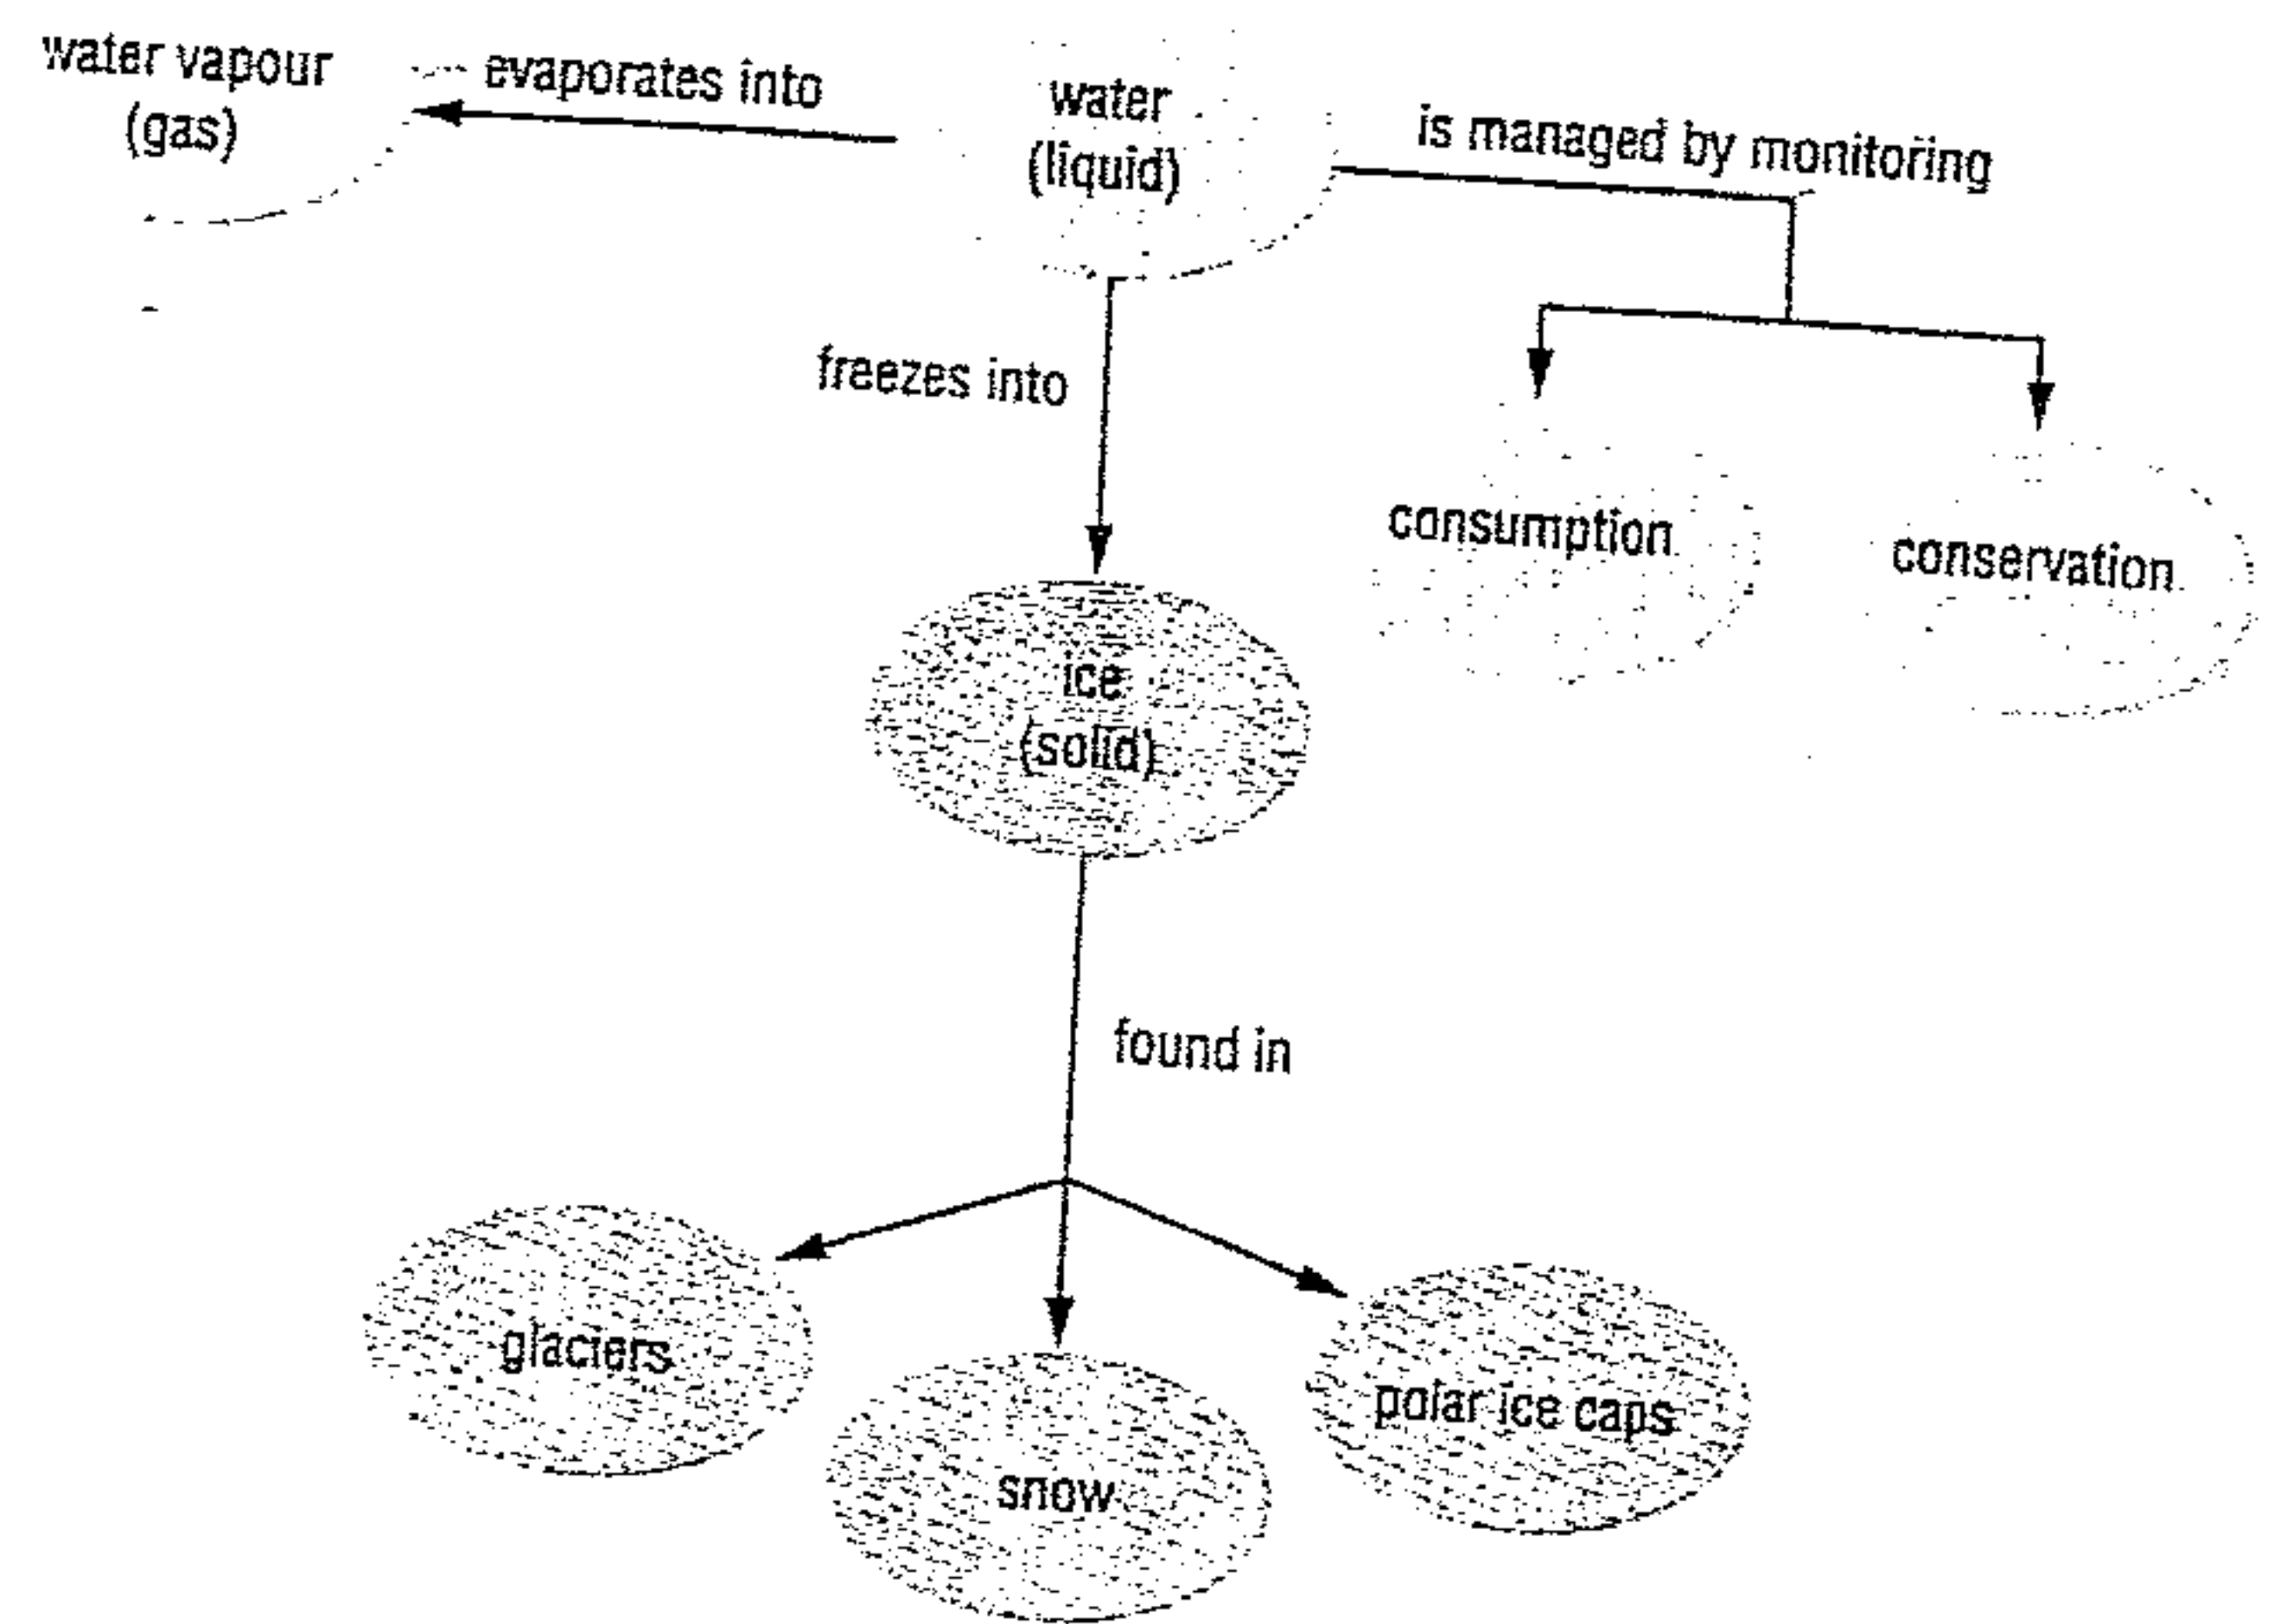 water vapour
(gas)
evaporates into
water
(liquid)
is managed by monitoring
freezes into
consumption
conservation
ice
(solid)
found in
glaciers
snow
polar ice caps